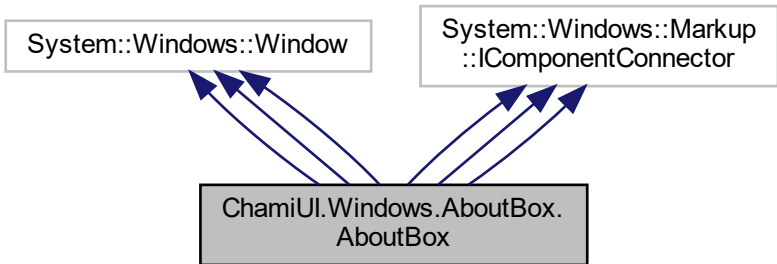 System::Windows::Window
System::Windows::Markup
::IComponentConnector
ChamiUI.Windows.AboutBox.
AboutBox